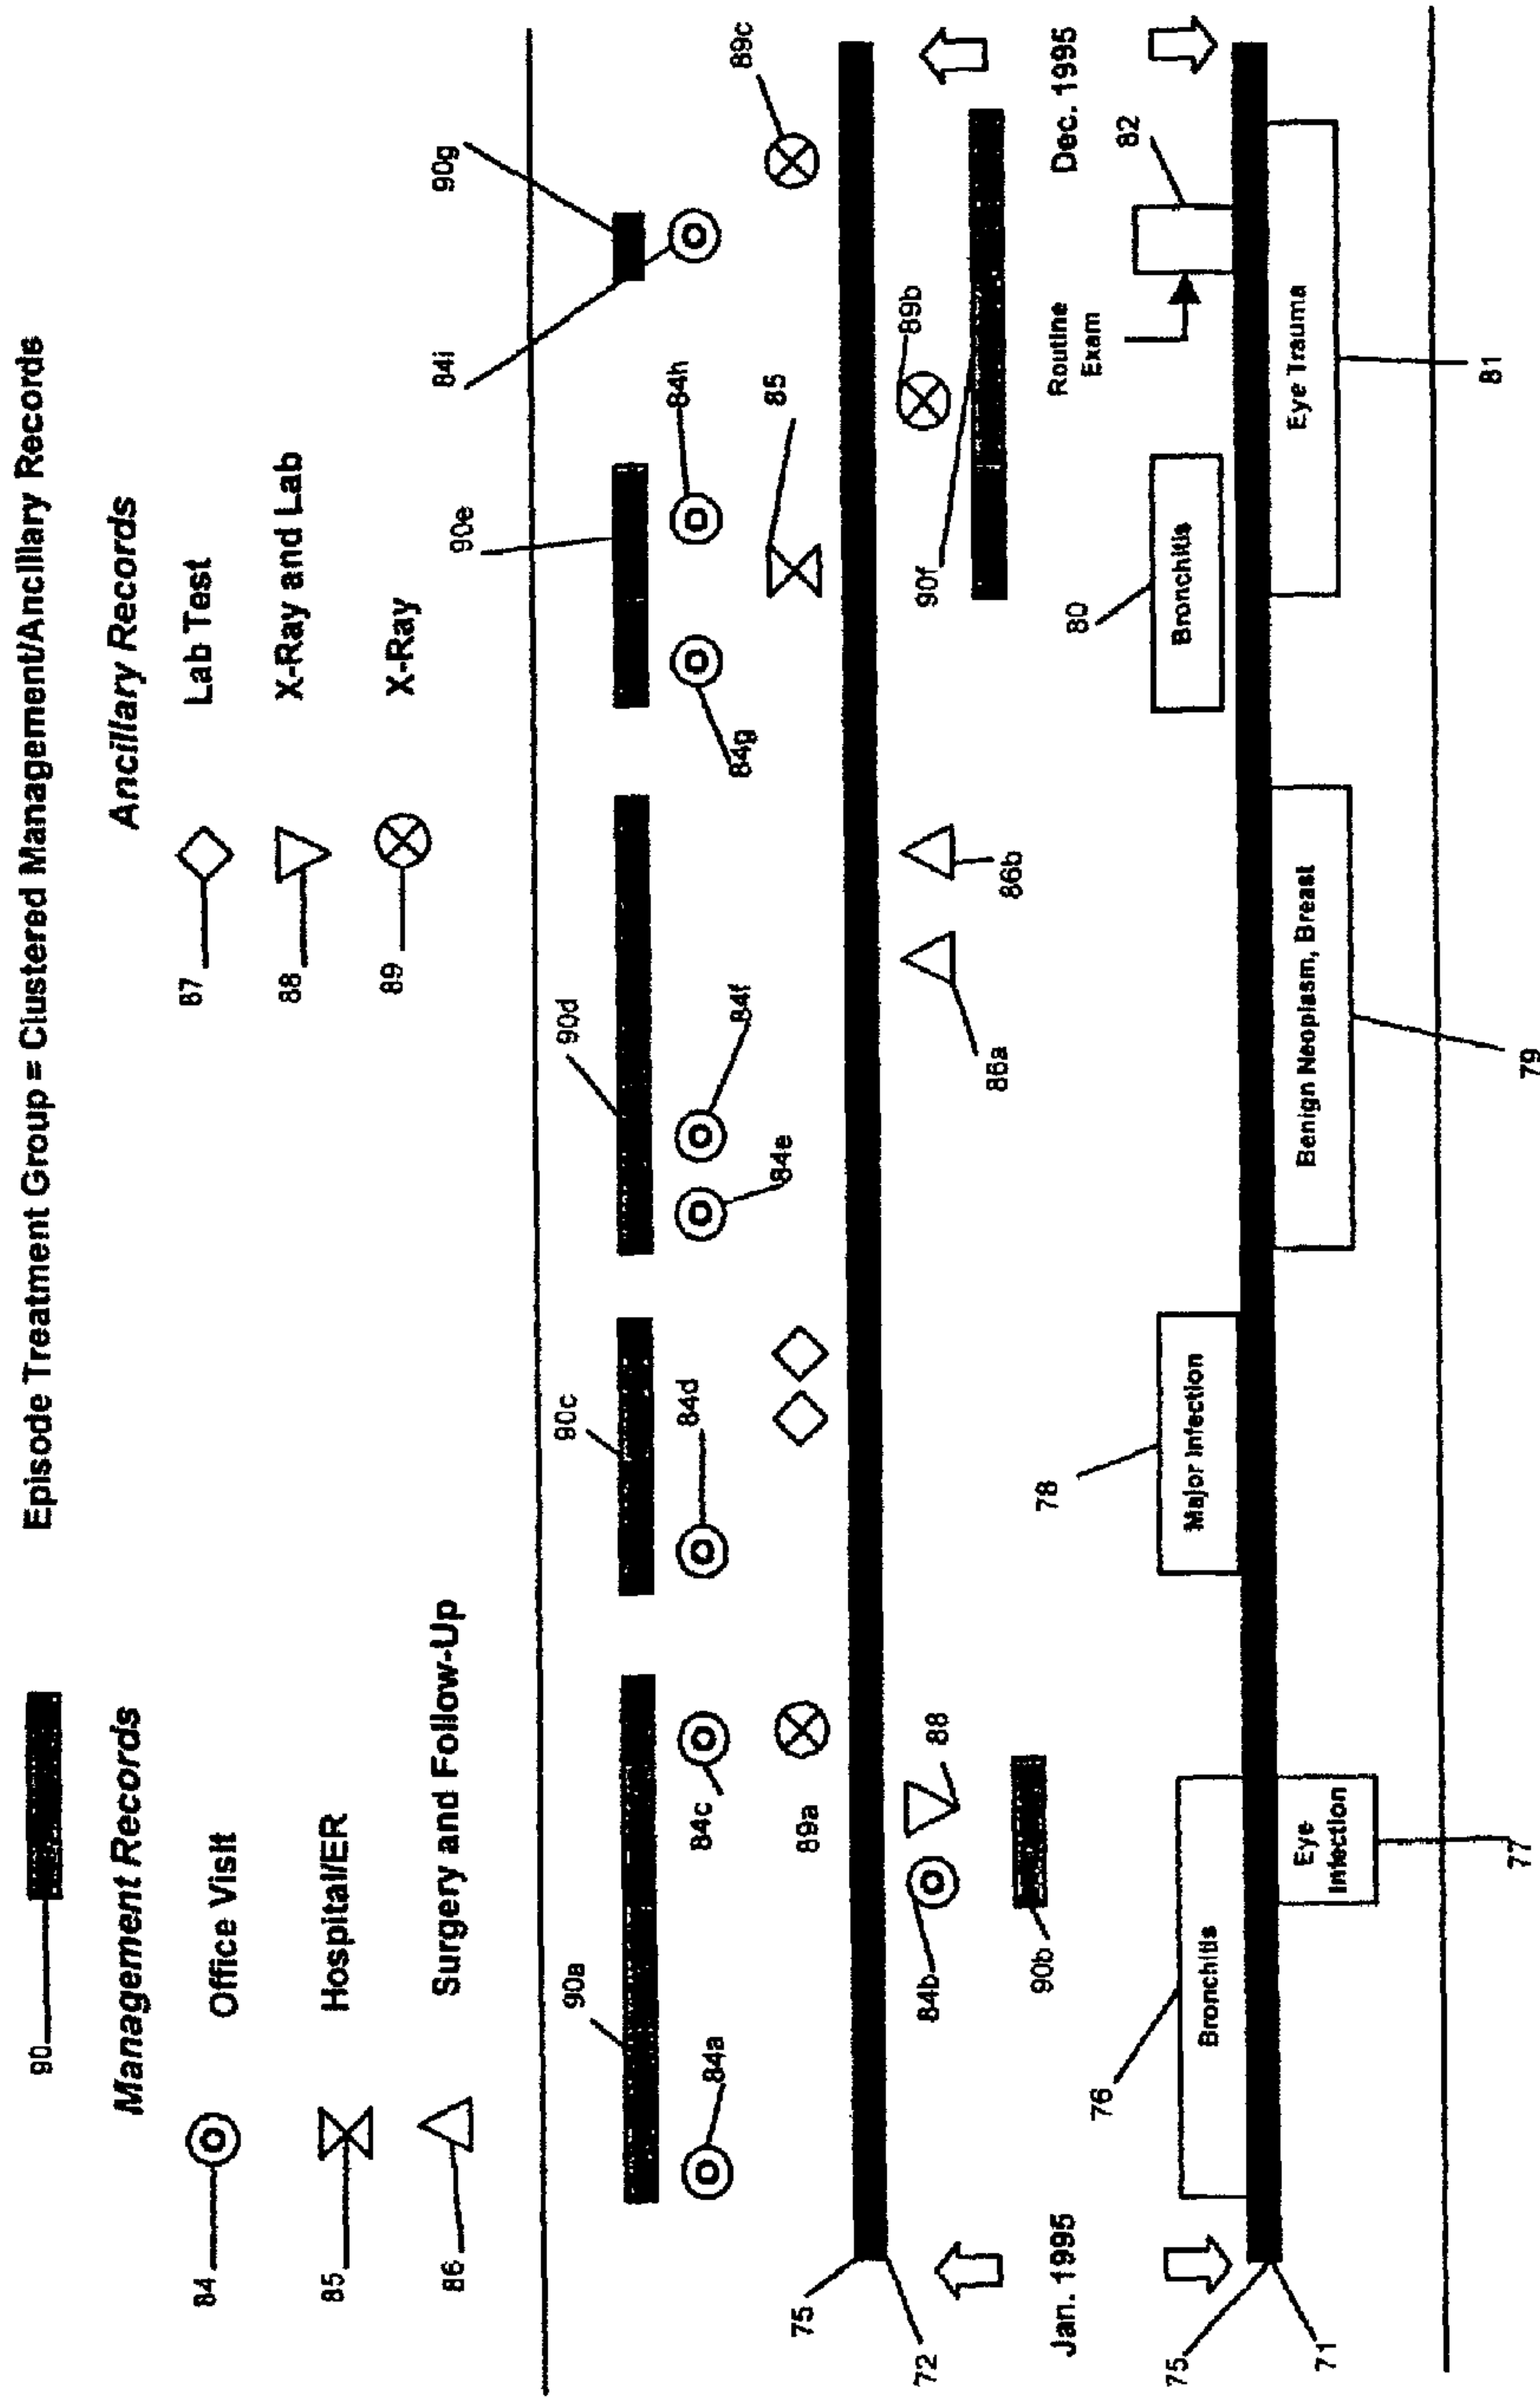 Episode Treatment Group = Clustered Management/Ancillary Records
90
Management Records
Ancillary Records
84
Office Visit
87
Lab Test
85
Hospital/ER
88
X-Ray and Lab
86
Surgery and Follow-Up
89
X-Ray
90a
90c
90d
90e
84i
90g
84a
84c
84d
84e
84f
84g
84h
85
89c
89a
75
72
84b
88
86a
86b
90f
89b
90b
Jan. 1995
Dec. 1995
76
78
80
Routine
Exam
82
Bronchitis
Major Infection
Bronchitis
75
71
Eye
Infection
Benign Neoplasm, Breast
Eye Trauma
77
79
81